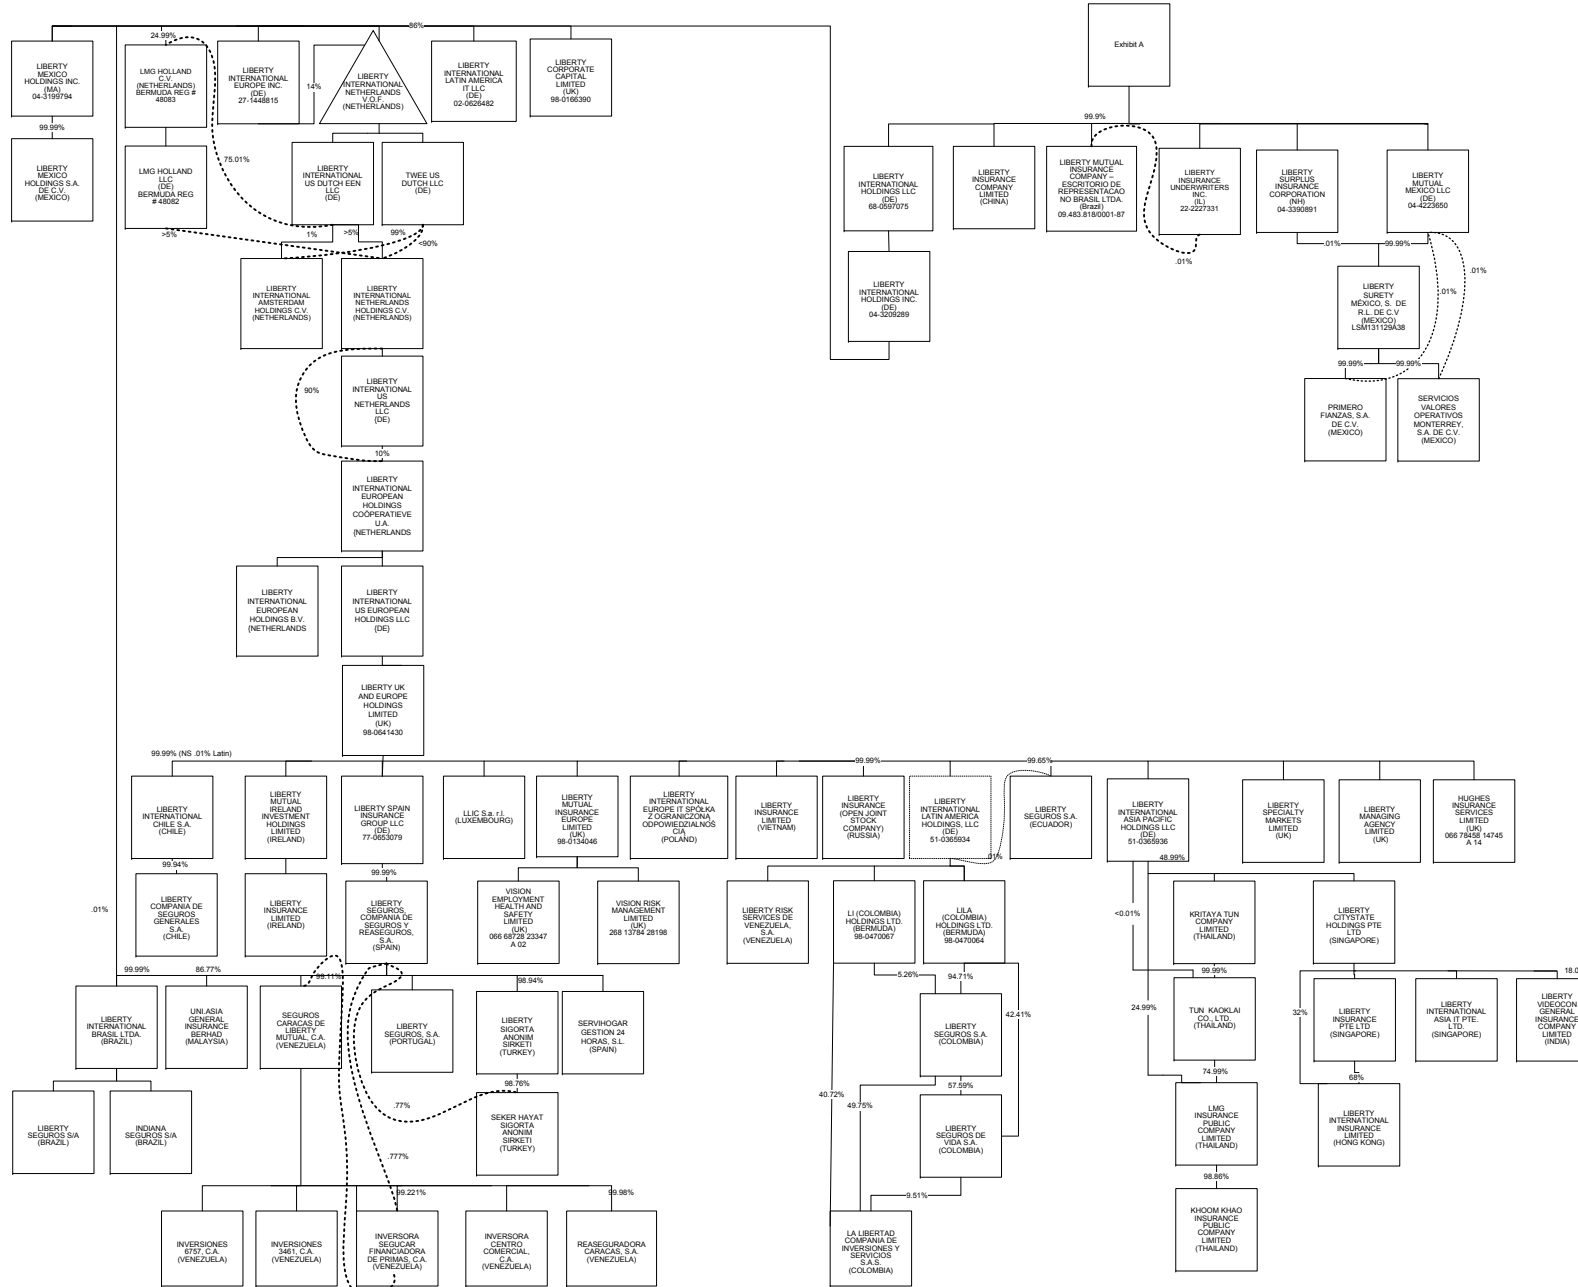 86%
24.99%
Exhibit A
LIBERTY
MEXICO
HOLDINGS INC.
(MA)
04-3199794
LMG HOLLAND
C.V.
(NETHERLANDS)
BERMUDA REG #
48083
LIBERTY
INTERNATIONAL
EUROPE INC.
(DE)
27-1448815
14%
LIBERTY
INTERNATIONAL
NETHERLANDS
V.O.F.
(NETHERLANDS)
LIBERTY
INTERNATIONAL
LATIN AMERICA
IT LLC
(DE)
02-0626482
LIBERTY
CORPORATE
CAPITAL
LIMITED
(UK)
98-0166390
99.99%
LIBERTY
MEXICO
HOLDINGS S.A.
DE C.V.
(MEXICO)
LMG HOLLAND
LLC
(DE)
BERMUDA REG
# 48082
75.01%
LIBERTY
INTERNATIONAL
US DUTCH EEN
LLC
(DE)
TWEE US
DUTCH LLC
(DE)
99.9%
LIBERTY
INTERNATIONAL
HOLDINGS LLC
(DE)
68-0597075
LIBERTY
INSURANCE
COMPANY
LIMITED
(CHINA)
LIBERTY MUTUAL
INSURANCE
COMPANY –
ESCRITORIO DE
REPRESENTACAO
NO BRASIL LTDA.
(Brazil)
09.483.818/0001-87
LIBERTY
INSURANCE
UNDERWRITERS
INC.
(IL)
22-2227331
LIBERTY
SURPLUS
INSURANCE
CORPORATION
(NH)
04-3390891
LIBERTY
MUTUAL
MEXICO LLC
(DE)
04-4223650
>5%
1%
>5%
99%
<90%
.01%
.01%
99.99%
.01%
.01%
LIBERTY
INTERNATIONAL
AMSTERDAM
HOLDINGS C.V.
(NETHERLANDS)
LIBERTY
INTERNATIONAL
NETHERLANDS
HOLDINGS C.V.
(NETHERLANDS)
LIBERTY
INTERNATIONAL
HOLDINGS INC.
(DE)
04-3209289
LIBERTY
SURETY
MÉXICO, S. DE
R.L. DE C.V
(MEXICO)
LSM131129A38
90%
LIBERTY
INTERNATIONAL
US
NETHERLANDS
LLC
(DE)
99.99%
99.99%
PRIMERO
FIANZAS, S.A.
DE C.V.
(MEXICO)
SERVICIOS
VALORES
OPERATIVOS
MONTERREY,
S.A. DE C.V.
(MEXICO)
10%
LIBERTY
INTERNATIONAL
EUROPEAN
HOLDINGS
COÖPERATIEVE
U.A.
(NETHERLANDS
LIBERTY
INTERNATIONAL
EUROPEAN
HOLDINGS B.V.
(NETHERLANDS
LIBERTY
INTERNATIONAL
US EUROPEAN
HOLDINGS LLC
(DE)
LIBERTY UK
AND EUROPE
HOLDINGS
LIMITED
(UK)
98-0641430
99.99% (NS .01% Latin)
99.99%
99.65%
LIBERTY
INTERNATIONAL
CHILE S.A.
(CHILE)
LIBERTY
MUTUAL
IRELAND
INVESTMENT
HOLDINGS
LIMITED
(IRELAND)
LIBERTY SPAIN
INSURANCE
GROUP LLC
(DE)
77-0653079
LLIC S.a. r.l.
(LUXEMBOURG)
LIBERTY
MUTUAL
INSURANCE
EUROPE
LIMITED
(UK)
98-0134046
LIBERTY
INTERNATIONAL
EUROPE IT SPÓŁKA
Z OGRANICZONĄ
ODPOWIEDZIALNOŚ
CIĄ
(POLAND)
LIBERTY
INSURANCE
LIMITED
(VIETNAM)
LIBERTY
INSURANCE
(OPEN JOINT
STOCK
COMPANY)
(RUSSIA)
LIBERTY
INTERNATIONAL
LATIN AMERICA
HOLDINGS, LLC
(DE)
51-0365934
LIBERTY
SEGUROS S.A.
(ECUADOR)
LIBERTY
INTERNATIONAL
ASIA PACIFIC
HOLDINGS LLC
(DE)
51-0365936
LIBERTY
SPECIALTY
MARKETS
LIMITED
(UK)
LIBERTY
MANAGING
AGENCY
LIMITED
(UK)
HUGHES
INSURANCE
SERVICES
LIMITED
(UK)
066 78458 14745
A 14
99.94%
99.99%
.01%
48.99%
LIBERTY
COMPANIA DE
SEGUROS
GENERALES
S.A.
(CHILE)
LIBERTY
INSURANCE
LIMITED
(IRELAND)
LIBERTY
SEGUROS,
COMPANIA DE
SEGUROS Y
REASEGUROS,
S.A.
(SPAIN)
VISION
EMPLOYMENT
HEALTH AND
SAFETY
LIMITED
(UK)
066 68728 23347
A 02
VISION RISK
MANAGEMENT
LIMITED
(UK)
268 13784 28198
LIBERTY RISK
SERVICES DE
VENEZUELA,
S.A.
(VENEZUELA)
LI (COLOMBIA)
HOLDINGS LTD.
(BERMUDA)
98-0470067
LILA
(COLOMBIA)
HOLDINGS LTD.
(BERMUDA)
98-0470064
<0.01%
KRITAYA TUN
COMPANY
LIMITED
(THAILAND)
LIBERTY
CITYSTATE
HOLDINGS PTE
LTD
(SINGAPORE)
.01%
99.99%
86.77%
99.11%
98.94%
5.26%
94.71%
99.99%
18.0
LIBERTY
INTERNATIONAL
BRASIL LTDA.
(BRAZIL)
UNI.ASIA
GENERAL
INSURANCE
BERHAD
(MALAYSIA)
SEGUROS
CARACAS DE
LIBERTY
MUTUAL, C.A.
(VENEZUELA)
LIBERTY
SEGUROS, S.A.
(PORTUGAL)
LIBERTY
SIGORTA
ANONIM
SIRKETI
(TURKEY)
SERVIHOGAR
GESTION 24
HORAS, S.L.
(SPAIN)
LIBERTY
SEGUROS S.A.
(COLOMBIA)
42.41%
24.99%
TUN KAOKLAI
CO., LTD.
(THAILAND)
32%
LIBERTY
INSURANCE
PTE LTD
(SINGAPORE)
LIBERTY
INTERNATIONAL
ASIA IT PTE.
LTD.
(SINGAPORE)
LIBERTY
VIDEOCON
GENERAL
INSURANCE
COMPANY
LIMITED
(INDIA)
98.76%
40.72%
49.75%
57.59%
74.99%
68%
LIBERTY
SEGUROS S/A
(BRAZIL)
INDIANA
SEGUROS S/A
(BRAZIL)
.77%
SEKER HAYAT
SIGORTA
ANONIM
SIRKETI
(TURKEY)
LIBERTY
SEGUROS DE
VIDA S.A.
(COLOMBIA)
LMG
INSURANCE
PUBLIC
COMPANY
LIMITED
(THAILAND)
LIBERTY
INTERNATIONAL
INSURANCE
LIMITED
(HONG KONG)
.777%
99.221%
99.98%
9.51%
98.86%
INVERSIONES
6757, C.A.
(VENEZUELA)
INVERSIONES
3461, C.A.
(VENEZUELA)
INVERSORA
SEGUCAR
FINANCIADORA
DE PRIMAS, C.A.
(VENEZUELA)
INVERSORA
CENTRO
COMERCIAL,
C.A.
(VENEZUELA)
REASEGURADORA
CARACAS, S.A.
(VENEZUELA)
LA LIBERTAD
COMPANIA DE
INVERSIONES Y
SERVICIOS
S.A.S.
(COLOMBIA)
KHOOM KHAO
INSURANCE
PUBLIC
COMPANY
LIMITED
(THAILAND)